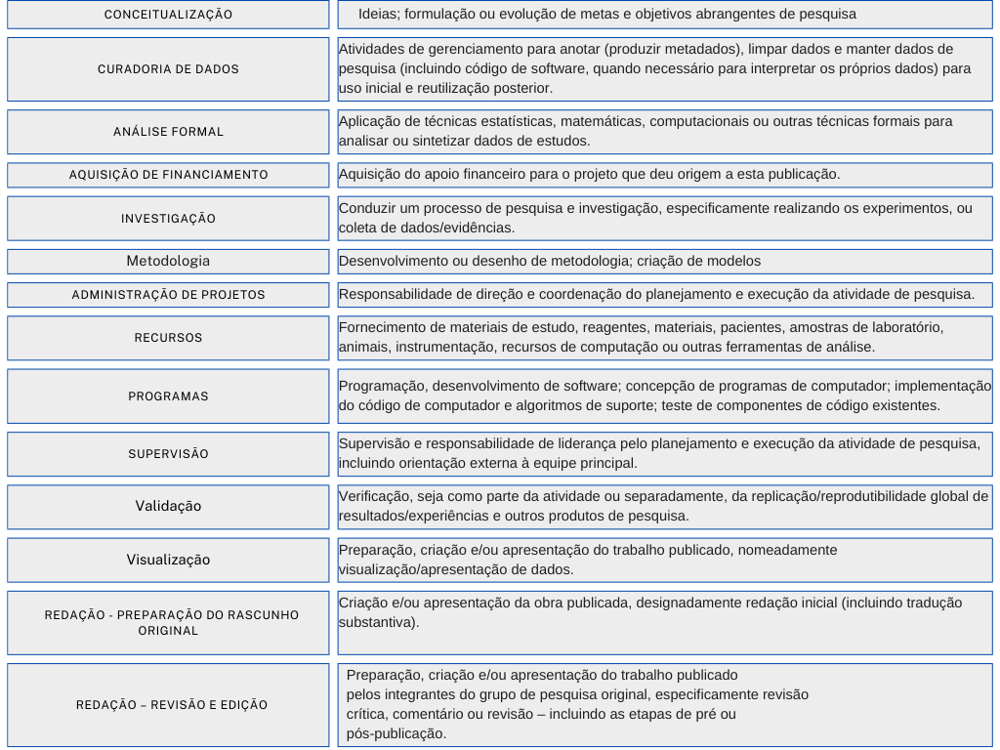 CONCEITUALIZAÇÃO
Ideias; formulação ou evolução de metas e objetivos abrangentes de pesquisa
CURADORIA DE DADOS
Atividades de gerenciamento para anotar (produzir metadados), limpar dados e manter dados de
pesquisa (incluindo código de software, quando necessário para interpretar os próprios dados) para
uso inicial e reutilização posterior.
ANÁLISE FORMAL
Aplicação de técnicas estatísticas, matemáticas, computacionais ou outras técnicas formais para
analisar ou sintetizar dados de estudos.
AQUISIÇÃO DE FINANCIAMENTO
Aquisição do apoio financeiro para o projeto que deu origem a esta publicação.
INVESTIGAÇÃO
Conduzir um processo de pesquisa e investigação, especificamente realizando os experimentos, ou
coleta de dados/evidências.
Metodologia
Desenvolvimento ou desenho de metodologia; criação de modelos
ADMINISTRAÇÃO DE PROJETOS
Responsabilidade de direção e coordenação do planejamento e execução da atividade de pesquisa.
RECURSOS
Fornecimento de materiais de estudo, reagentes, materiais, pacientes, amostras de laboratório,
animais, instrumentação, recursos de computação ou outras ferramentas de análise.
PROGRAMAS
Programação, desenvolvimento de software; concepção de programas de computador; implementação
do código de computador e algoritmos de suporte; teste de componentes de código existentes.
SUPERVISÃO
Supervisão e responsabilidade de liderança pelo planejamento e execução da atividade de pesquisa,
incluindo orientação externa à equipe principal.
Validação
Verificação, seja como parte da atividade ou separadamente, da replicação/reprodutibilidade global de
resultados/experiências e outros produtos de pesquisa.
Visualização
Preparação, criação e/ou apresentação do trabalho publicado, nomeadamente
visualização/apresentação de dados.
REDAÇÃO - PREPARAÇÃO DO RASCUNHO
ORIGINAL
Criação e/ou apresentação da obra publicada, designadamente redação inicial (incluindo tradução
substantiva).
REDAÇÃO – REVISÃO E EDIÇÃO
Preparação, criação e/ou apresentação do trabalho publicado
pelos integrantes do grupo de pesquisa original, especificamente revisão
crítica, comentário ou revisão – incluindo as etapas de pré ou
pós-publicação.